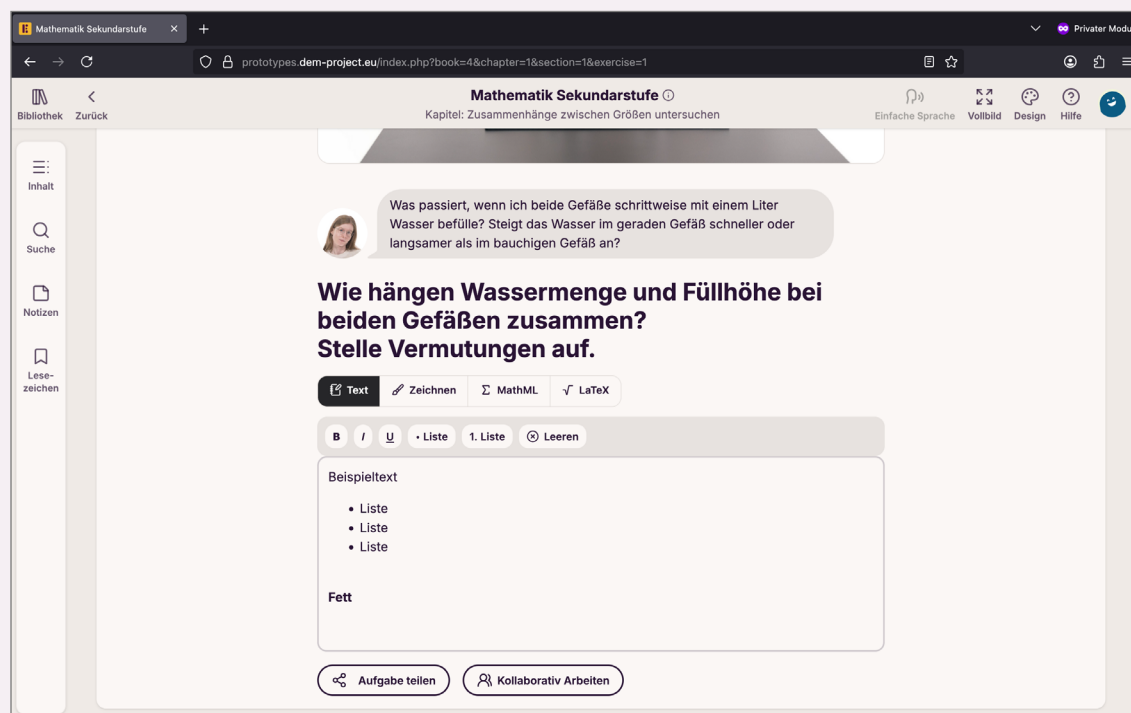 Mathematik Sekundarstufe
Privater Modu
prototypes.dem-project.eu/index.php?book=4&chapter=1&section=1&exercise=1
Bibliothek
Zurück
Mathematik Sekundarstufe
Kapitel: Zusammenhänge zwischen Größen untersuchen
Einfache Sprache
Vollbild
Design
Hilfe
Inhalt
Suche
Notizen
Lese-
zeichen
Was passiert, wenn ich beide Gefäße schrittweise mit einem Liter
Wasser befülle? Steigt das Wasser im geraden Gefäß schneller oder
langsamer als im bauchigen Gefäß an?
Wie hängen Wassermenge und Füllhöhe bei
beiden Gefäßen zusammen?
Stelle Vermutungen auf.
Text
Zeichnen
Σ MathML
√ LaTeX
B
I
U
• Liste
1. Liste
Leeren
Beispieltext
• Liste
• Liste
• Liste
Fett
Aufgabe teilen
Kollaborativ Arbeiten